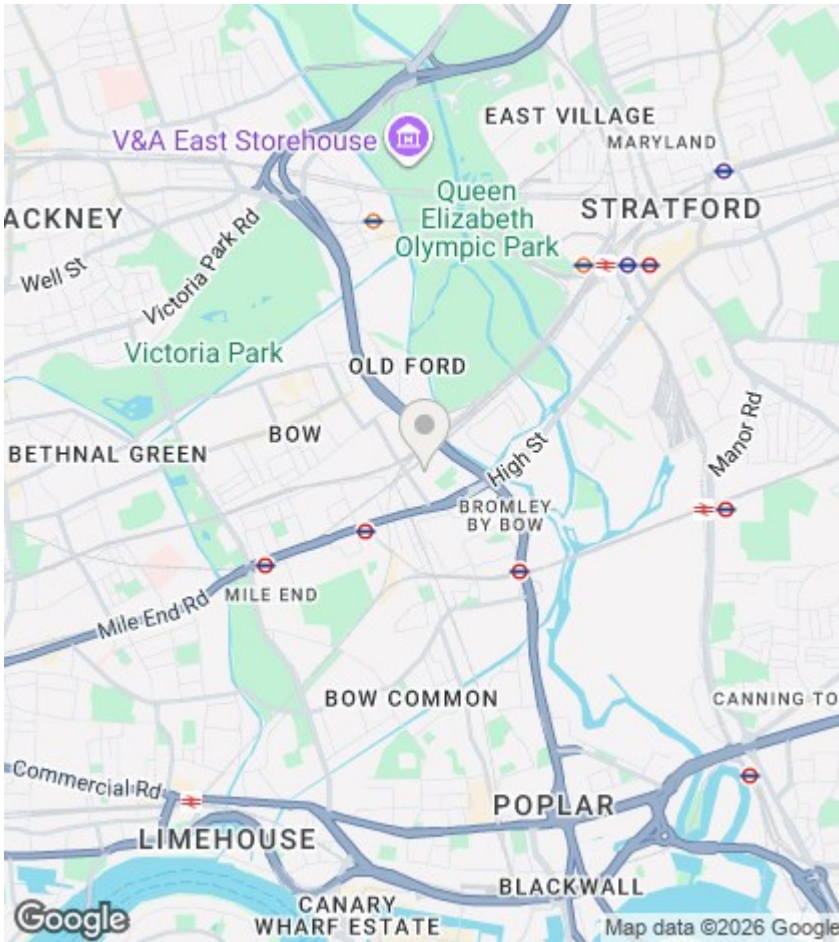 EAST VILLAGE
MARYLAND
V&A East Storehouse
Queen
Elizabeth
Olympic Park
STRATFORD
ACKNEY
Well St
Victoria Park Rd
Victoria Park
OLD FORD
BOW
BETHNAL GREEN
High St
Manor Rd
BROMLEY
BY BOW
MILE END
Mile End Rd
BOW COMMON
CANNING TO
Commercial Rd
POPLAR
LIMEHOUSE
BLACKWALL
CANARY
WHARF ESTATE
Google
Map data ©2026 Google